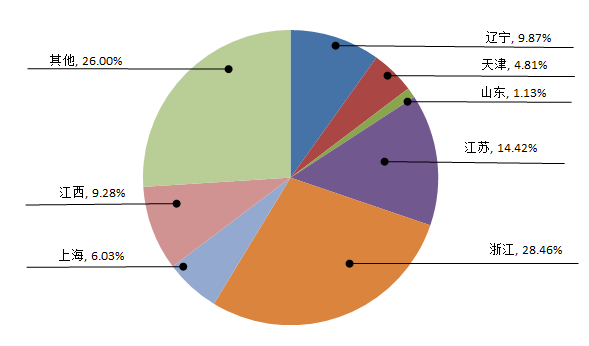 辽宁, 9.87%
天津, 4.81%
山东, 1.13%
江苏, 14.42%
浙江, 28.46%
上海, 6.03%
江西, 9.28%
其他, 26.00%